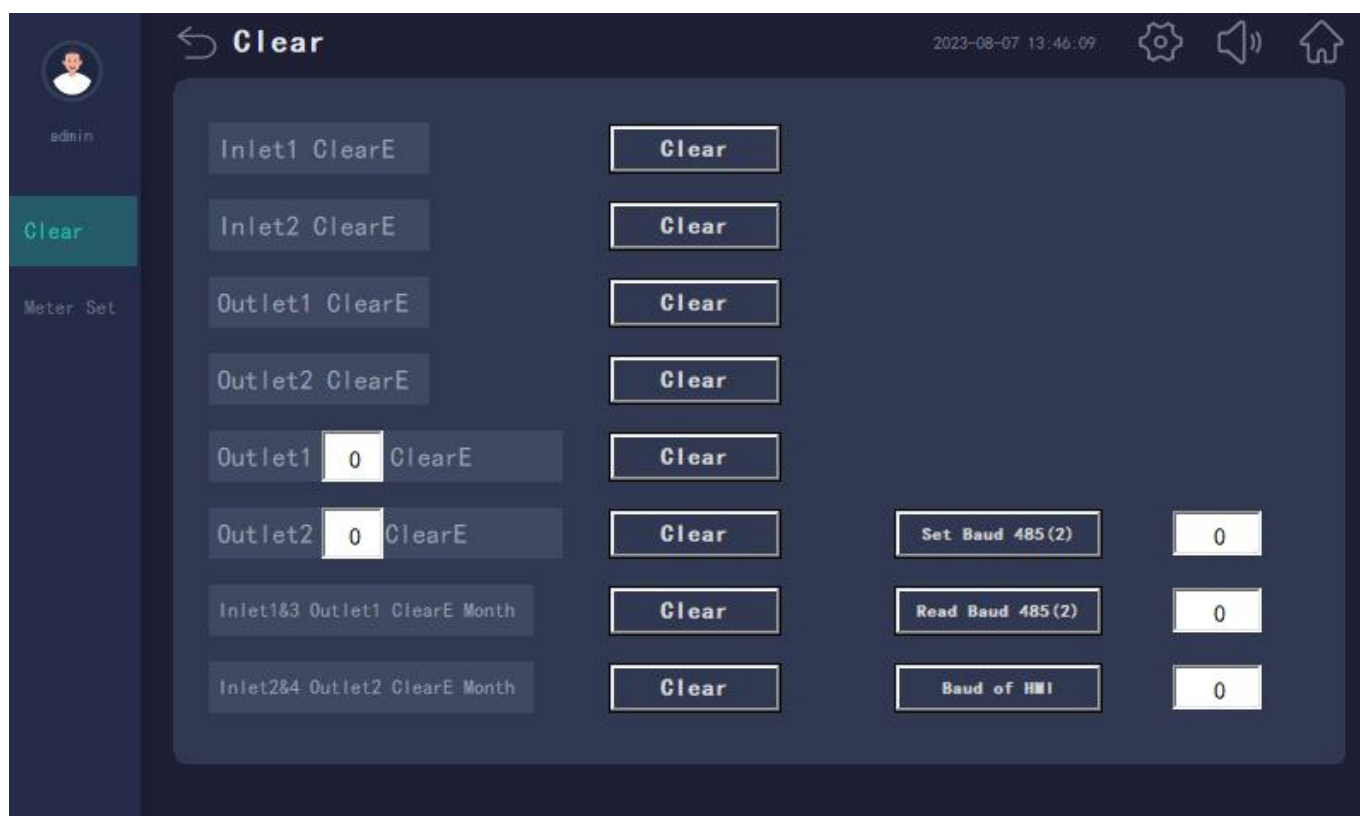 Clear
2023-08-07 13:46:09
admin
Clear
Meter Set
Inlet1 ClearE
Clear
Inlet2 ClearE
Clear
Outlet1 ClearE
Clear
Outlet2 ClearE
Clear
Outlet1 0 ClearE
Clear
Outlet2 0 ClearE
Clear
Set Baud 485(2)
0
Inlet1&3 Outlet1 ClearE Month
Clear
Read Baud 485(2)
0
Inlet2&4 Outlet2 ClearE Month
Clear
Baud of HMI
0